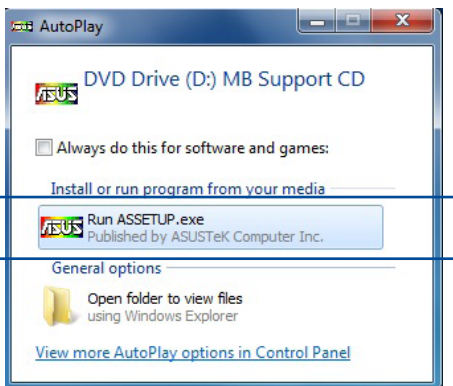 AutoPlay
DVD Drive (D:) MB Support CD
ASUS
Always do this for software and games:
Install or run program from your media
ASUS
Run ASSETUP.exe
Published by ASUSTeK Computer Inc.
General options
Open folder to view files
using Windows Explorer
View more AutoPlay options in Control Panel